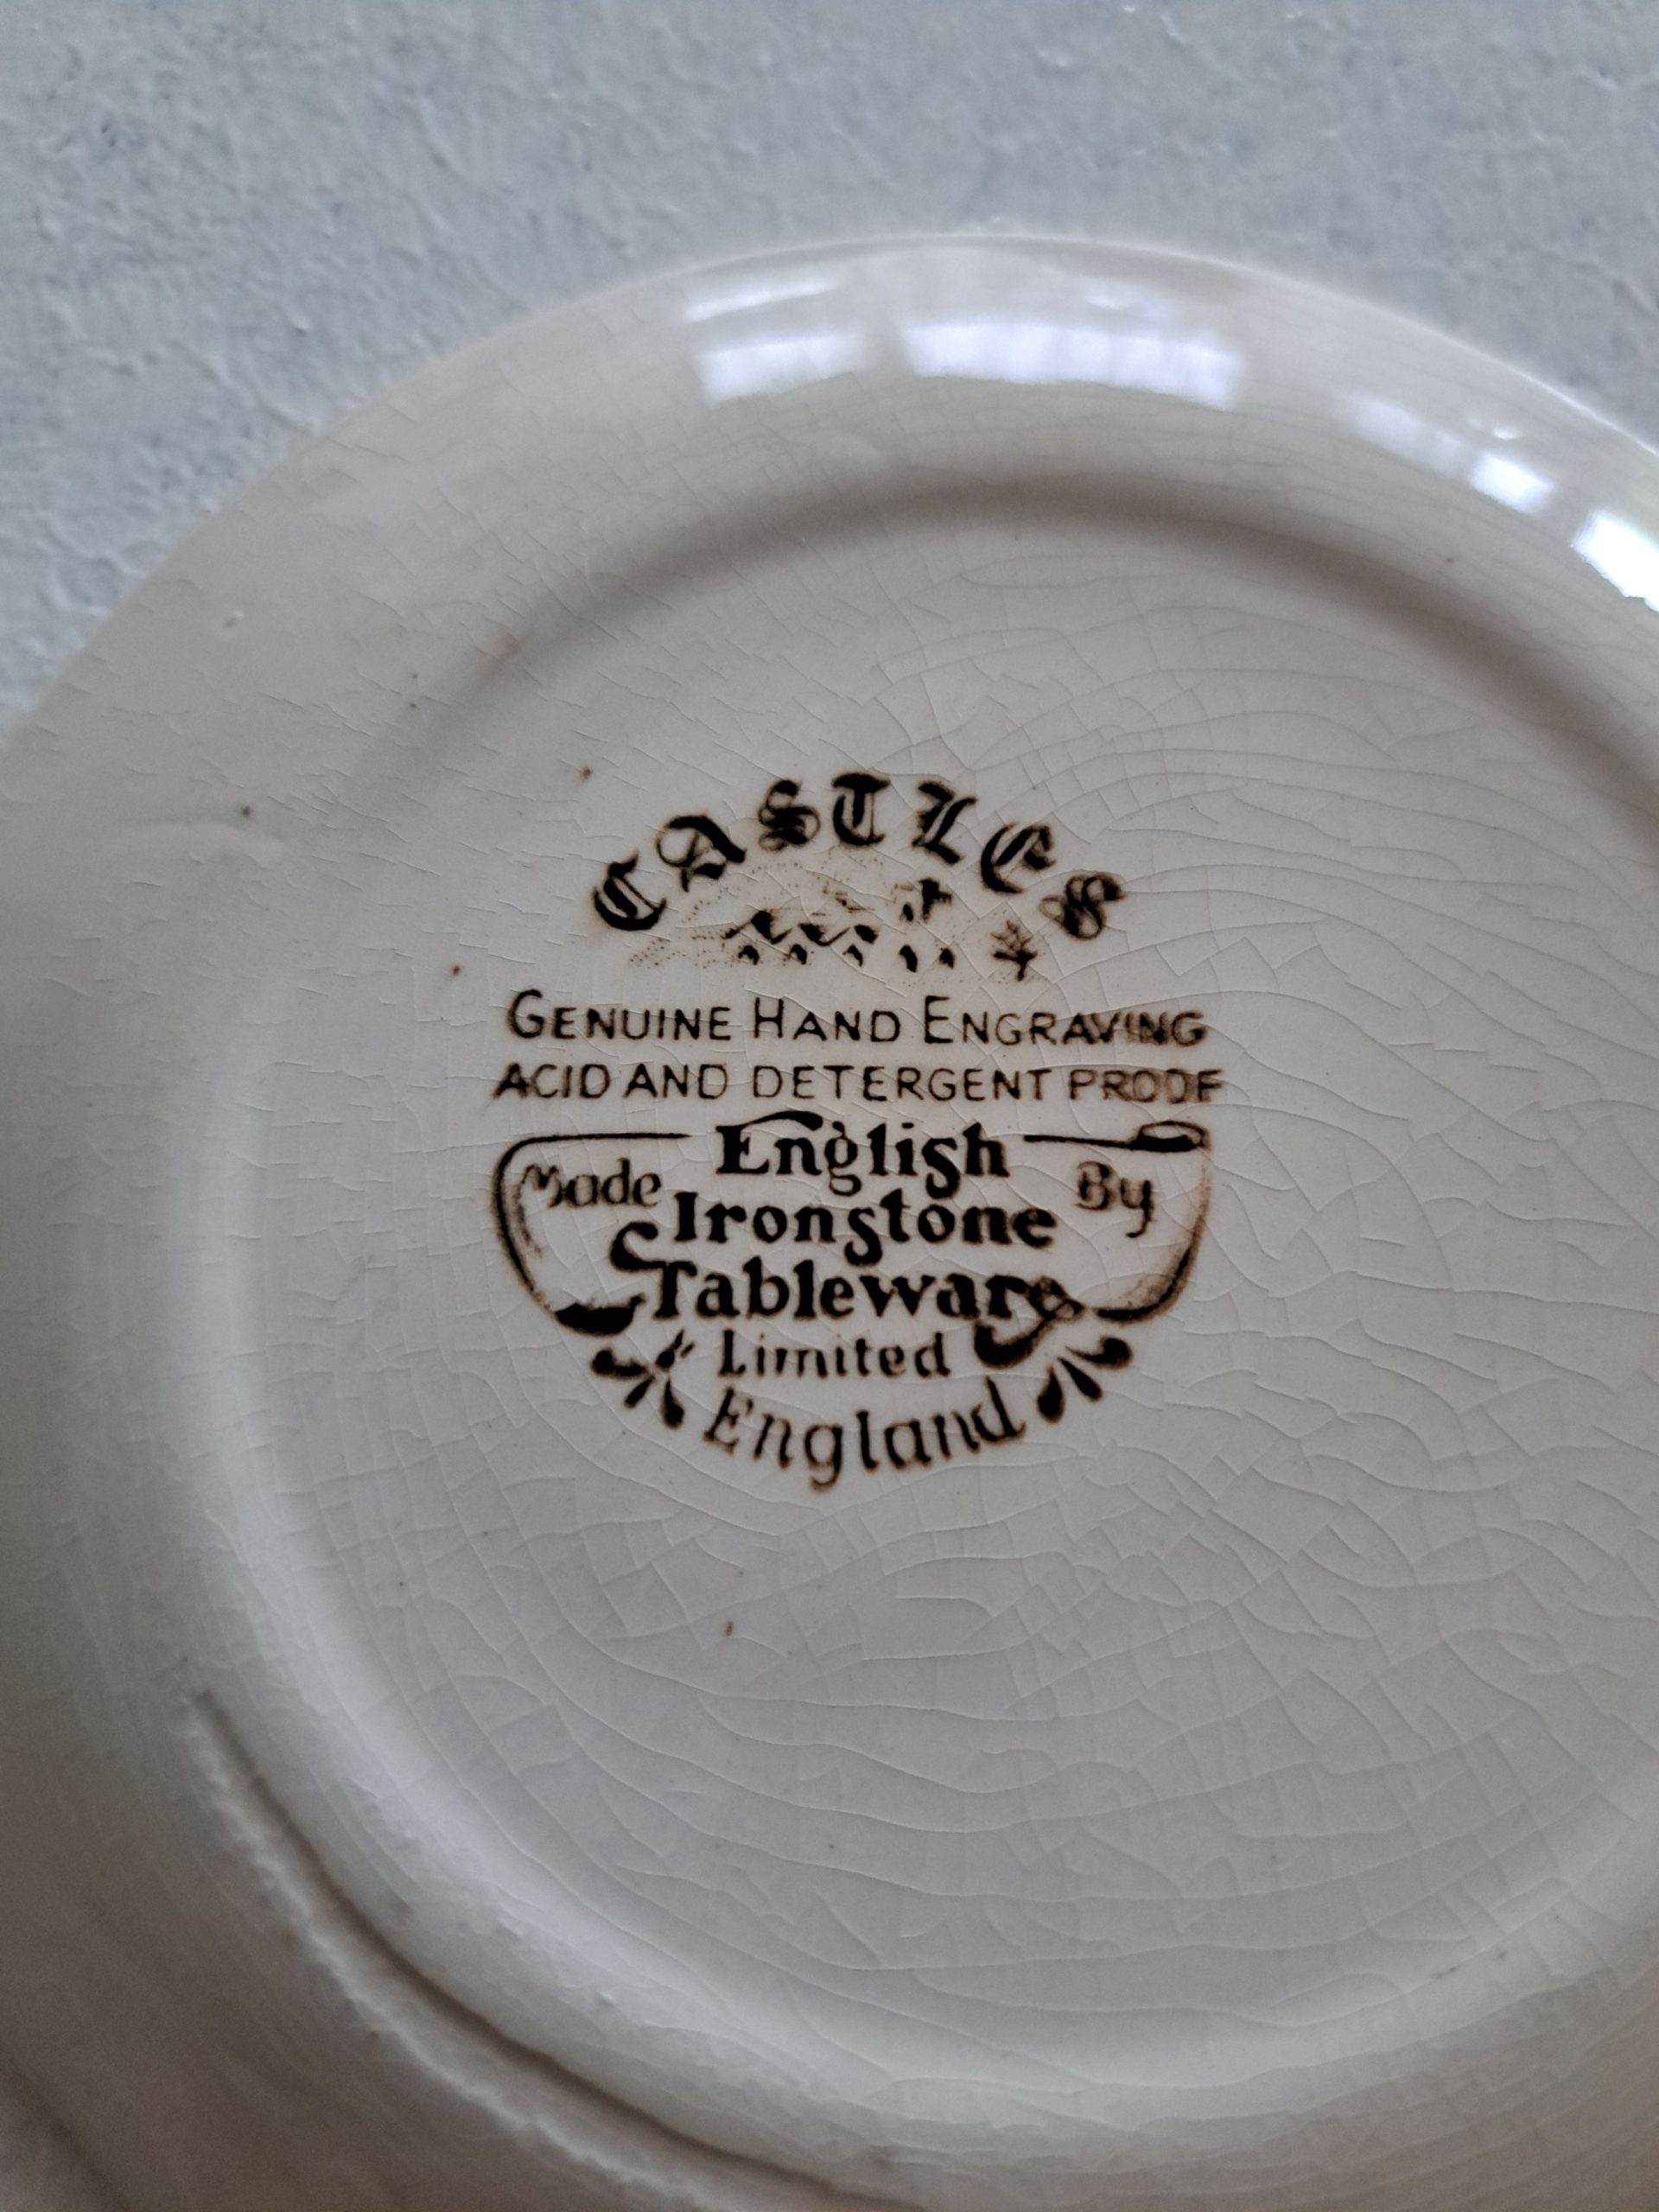 CASTLES
GENUINE HAND ENGRAVING
ACID AND DETERGENT PROOF
Made English By
Ironstone
Tableware
Limited
England